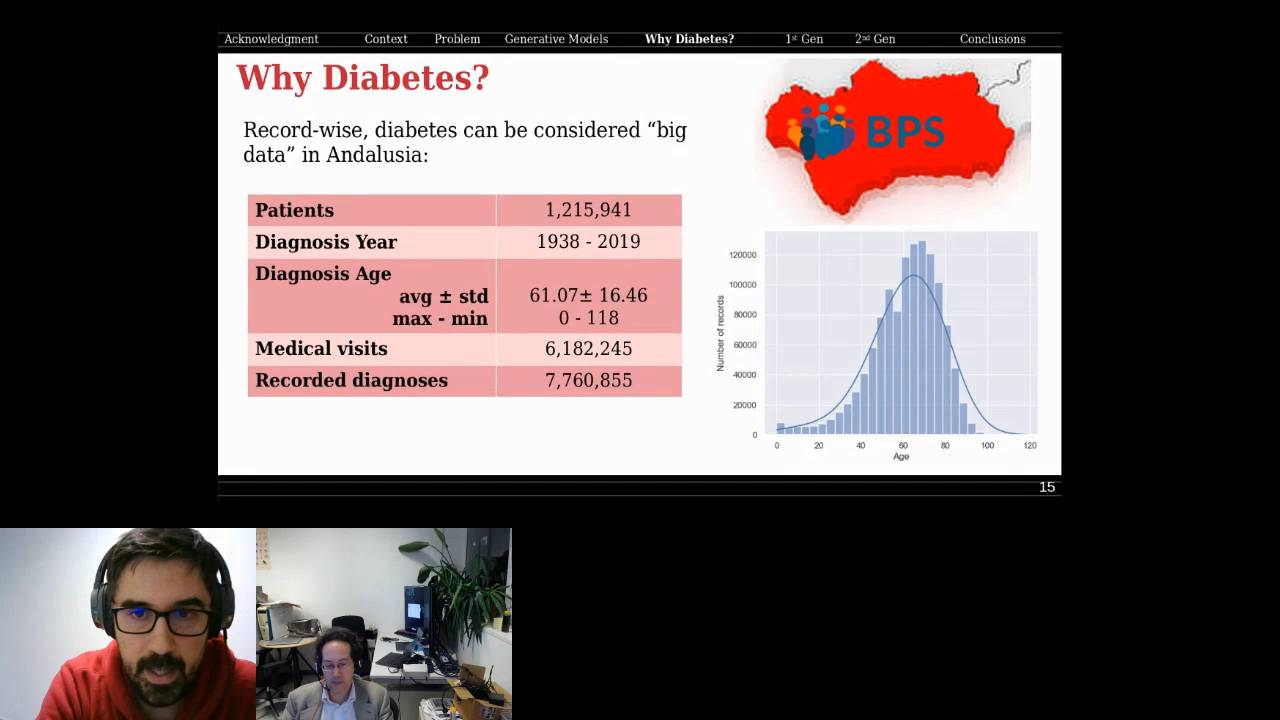 Acknowledgment Context Problem Generative Models Why Diabetes? 1st Gen 2nd Gen Conclusions
Why Diabetes?
Record-wise, diabetes can be considered “big
data” in Andalusia:
BPS
Patients 1,215,941
Diagnosis Year 1938 - 2019
Diagnosis Age
avg ± std 61.07± 16.46
max - min 0 - 118
Medical visits 6,182,245
Recorded diagnoses 7,760,855
Number of records
120000
100000
80000
60000
40000
20000
0
0 20 40 60 80 100 120
Age
15